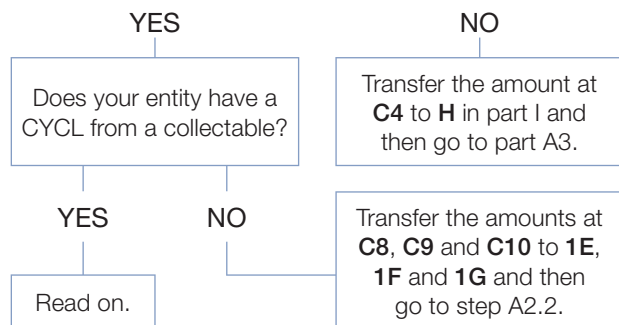 YES
NO
Does your entity have a
CYCL from a collectable?
Transfer the amount at
C4 to H in part I and
then go to part A3.
YES
NO
Read on.
Transfer the amounts at
C8, C9 and C10 to 1E,
1F and 1G and then
go to step A2.2.